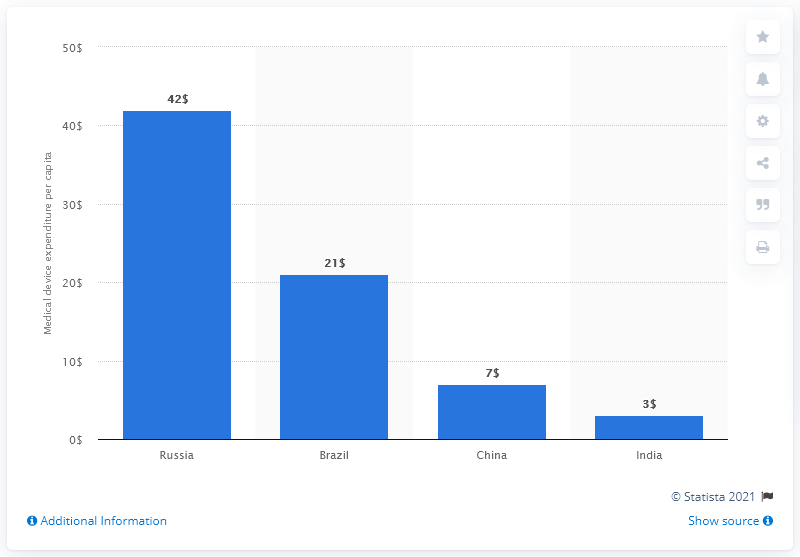 Medical device expenditure per capita
50$
40$
30$
20$
10$
0$
42$
21$
7$
3$
Russia
Brazil
China
India
© Statista 2021
Additional Information
Show source